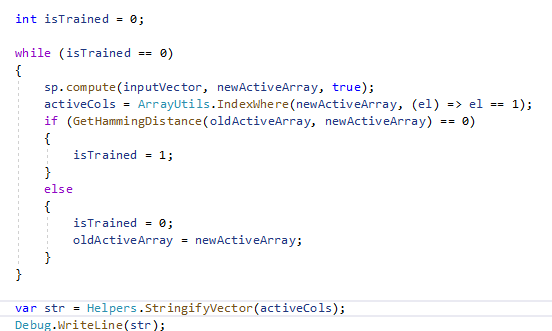 int isTrained = 0;
while (isTrained == 0)
{
sp.compute(inputVector, newActiveArray, true);
activeCols = ArrayUtils.IndexWhere(newActiveArray, (el) => el == 1);
if (GetHammingDistance(oldActiveArray, newActiveArray) == 0)
{
isTrained = 1;
}
else
{
isTrained = 0;
oldActiveArray = newActiveArray;
}
}
var str = Helpers.StringifyVector(activeCols);
Debug.WriteLine(str);